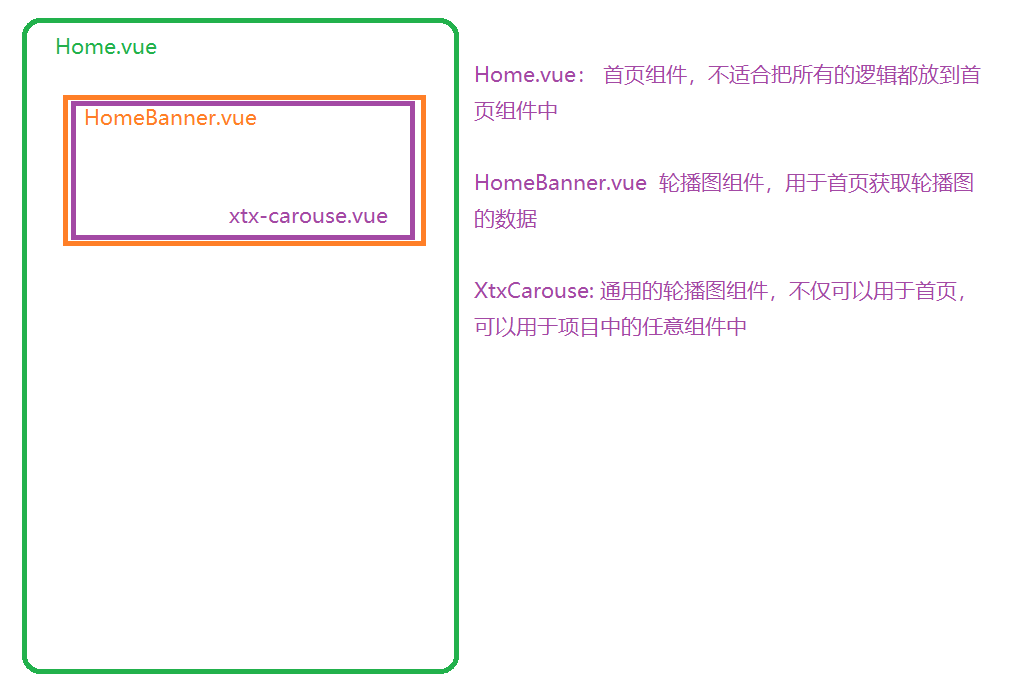 Home.vue
HomeBanner.vue
xtx-carouse.vue
Home.vue： 首页组件，不适合把所有的逻辑都放到首
页组件中
HomeBanner.vue 轮播图组件，用于首页获取轮播图
的数据
XtxCarouse: 通用的轮播图组件，不仅可以用于首页，
可以用于项目中的任意组件中